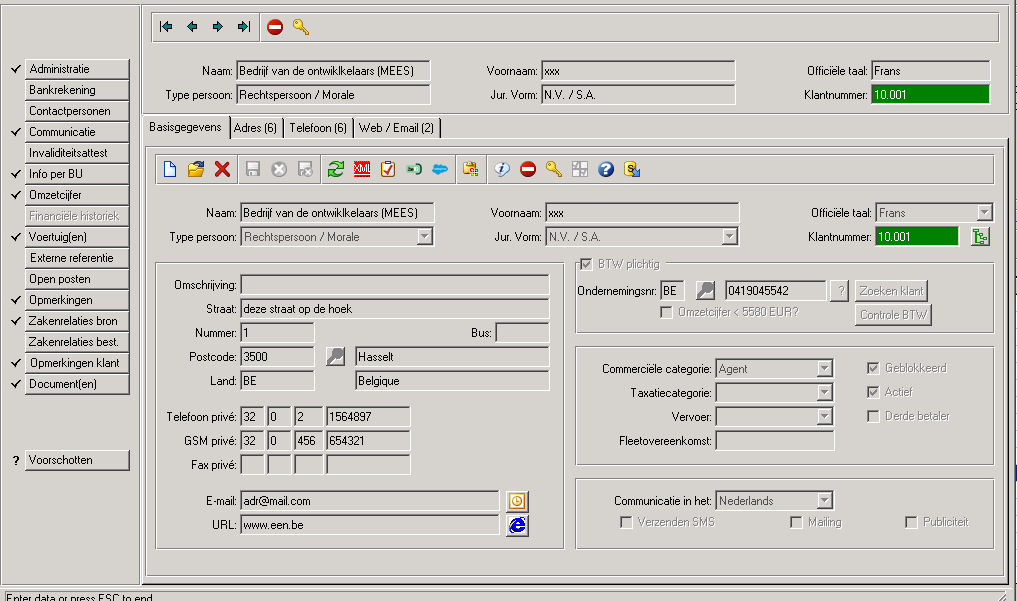 Naam: Bedrijf van de ontwiklkelaars (MEES) Voornaam: xxx Officiële taal: Frans
Type persoon: Rechtspersoon / Morale Jur. Vorm: N.V. / S.A. Klantnummer: 10.001
Administratie
Bankrekening
Contactpersonen
Communicatie
Invaliditeitsattest
Info per BU
Omzetcijfer
Financiële historiek
Voertuig(en)
Externe referentie
Open posten
Opmerkingen
Zakenrelaties bron
Zakenrelaties best.
Opmerkingen klant
Document(en)
? Voorschotten
Basisgegevens Adres (6) Telefoon (6) Web / Email (2)
XML
Naam: Bedrijf van de ontwiklkelaars (MEES) Voornaam: xxx Officiële taal: Frans
Type persoon: Rechtspersoon / Morale Jur. Vorm: N.V. / S.A. Klantnummer: 10.001
Omschrijving:
Straat: deze straat op de hoek
Nummer: 1 Bus:
Postcode: 3500 Hasselt
Land: BE Belgique
Telefoon privé: 32 0 2 1564897
GSM privé: 32 0 456 654321
Fax privé:
E-mail: adr@mail.com
URL: www.een.be
BTW plichtig
Ondernemingsnr: BE 0419045542 ? Zoeken klant
Omzetcijfer < 5580 EUR? Controle BTW
Commerciële categorie: Agent Geblokkeerd
Taxatiecategorie: Actief
Vervoer: Derde betaler
Fleetovereenkomst:
Communicatie in het: Nederlands
Verzenden SMS Mailing Publiciteit
Enter data or press ESC to end